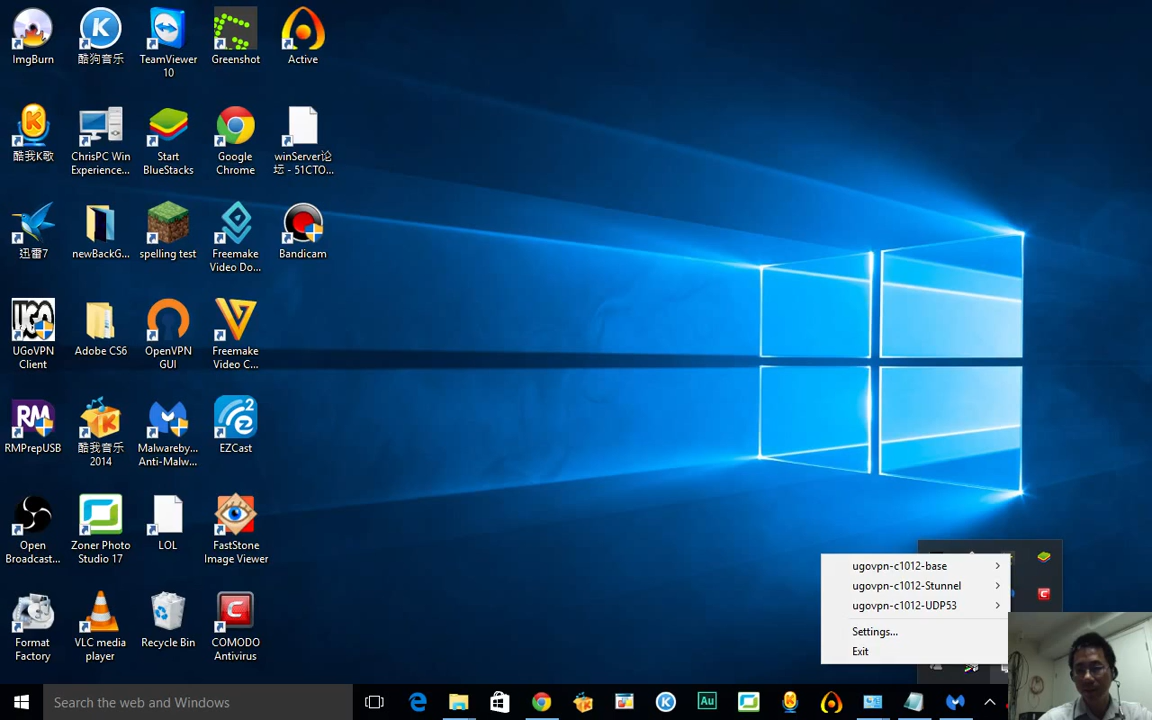 ImgBurn
酷狗音乐
TeamViewer
10
Greenshot
Active
酷我K歌
ChrisPC Win
Experience...
Start
BlueStacks
Google
Chrome
winServer论
坛 - 51CTO...
迅雷7
newBackG...
spelling test
Freemake
Video Do...
Bandicam
UGO
UGoVPN
Client
Adobe CS6
OpenVPN
GUI
Freemake
Video C...
RM
RMPrepUSB
酷我音乐
2014
Malwareby...
Anti-Malw...
EZCast
Open
Broadcast...
Zoner Photo
Studio 17
LOL
FastStone
Image Viewer
Format
Factory
VLC media
player
Recycle Bin
COMODO
Antivirus
ugovpn-c1012-base
ugovpn-c1012-Stunnel
ugovpn-c1012-UDP53
Settings...
Exit
Search the web and Windows
Au